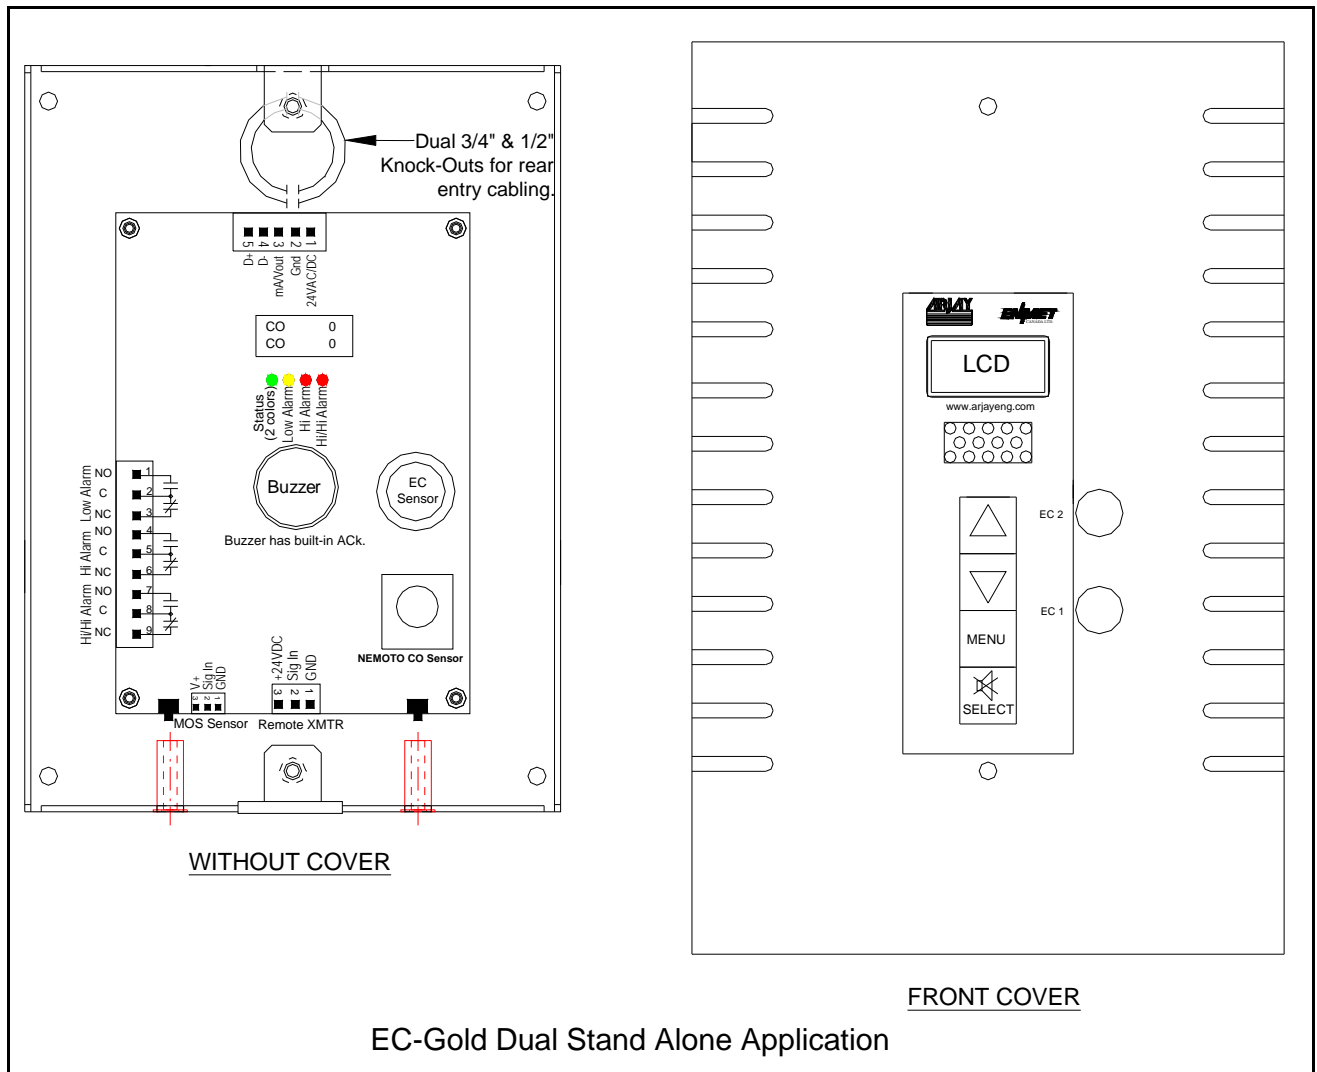 Dual 3/4" & 1/2"
Knock-Outs for rear
entry cabling.
5 4 3 2 1
D+
D-
mA/Vout
Gnd
24VAC/DC
CO 0
CO 0
Status
(2 colors)
Low Alarm
Hi Alarm
Hi/Hi Alarm
Buzzer
Buzzer has built-in ACk.
EC
Sensor
NEMOTO CO Sensor
Low Alarm
NO 1
C 2
NC 3
Hi Alarm
NO 4
C 5
NC 6
Hi/Hi Alarm
NO 7
C 8
NC 9
V+
Sig In
GND
3 2 1
MOS Sensor
+24VDC
Sig In
GND
3 2 1
Remote XMTR
WITHOUT COVER
ARJAY
ENMET
CANADA LTD
LCD
www.arjayeng.com
EC 2
EC 1
MENU
SELECT
FRONT COVER
EC-Gold Dual Stand Alone Application